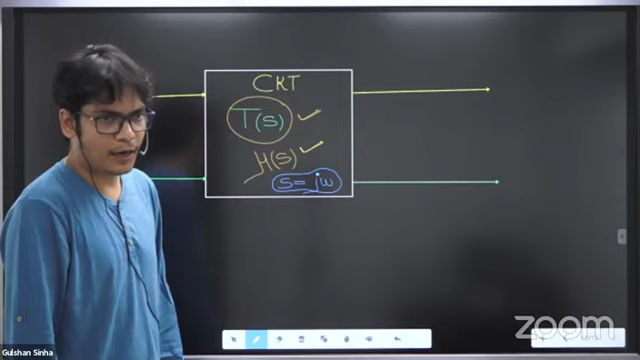 CKT
T(S)
H(S)
S = jω
zoom
Gulshan Sinha